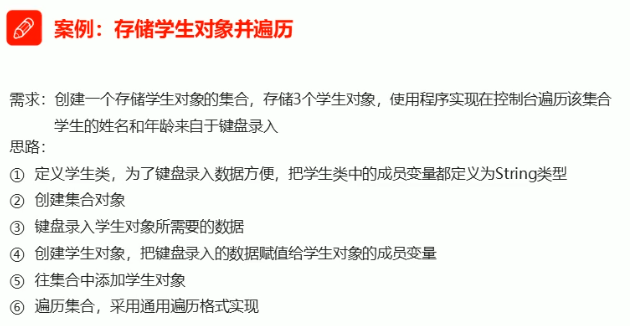 案例：存储学生对象并遍历
需求：创建一个存储学生对象的集合，存储3个学生对象，使用程序实现在控制台遍历该集合
学生的姓名和年龄来自于键盘录入
思路：
① 定义学生类，为了键盘录入数据方便，把学生类中的成员变量都定义为String类型
② 创建集合对象
③ 键盘录入学生对象所需要的数据
④ 创建学生对象，把键盘录入的数据赋值给学生对象的成员变量
⑤ 往集合中添加学生对象
⑥ 遍历集合，采用通用遍历格式实现